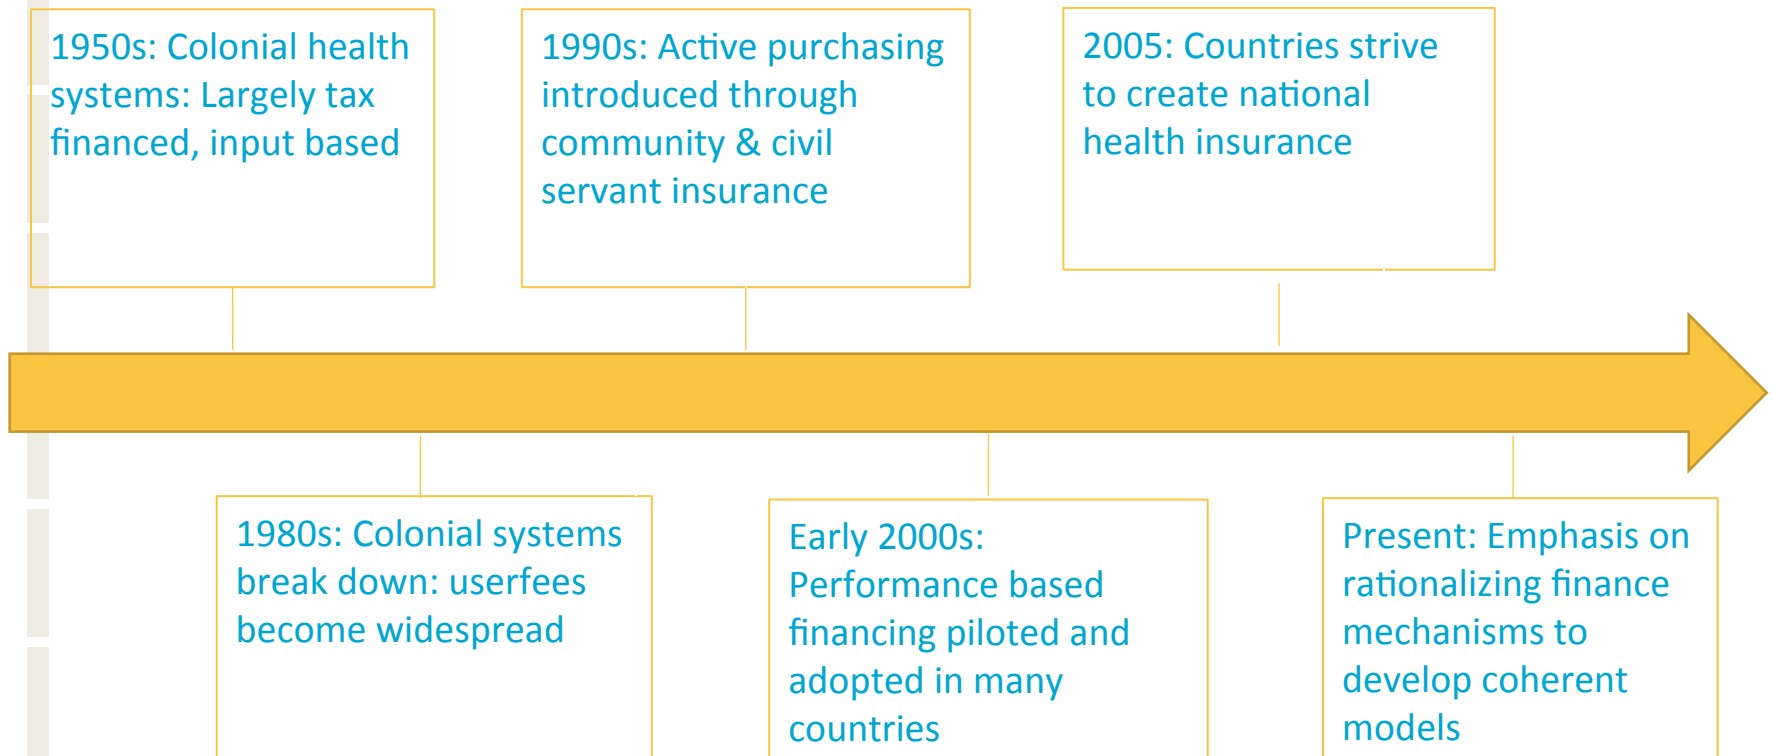 1950s: Colonial health
systems: Largely tax
financed, input based
1990s: Active purchasing
introduced through
community & civil
servant insurance
2005: Countries strive
to create national
health insurance
1980s: Colonial systems
break down: userfees
become widespread
Early 2000s:
Performance based
financing piloted and
adopted in many
countries
Present: Emphasis on
rationalizing finance
mechanisms to
develop coherent
models